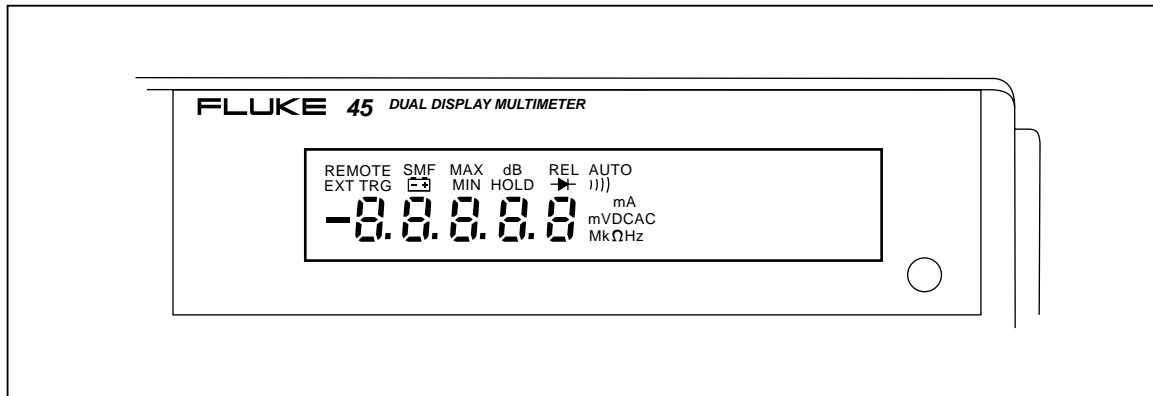 FLUKE 45 DUAL DISPLAY MULTIMETER
REMOTE SMF MAX dB REL AUTO
EXT TRG MIN HOLD ))))
mA
-8.8.8.8.8 mVDCAC
MkΩHz